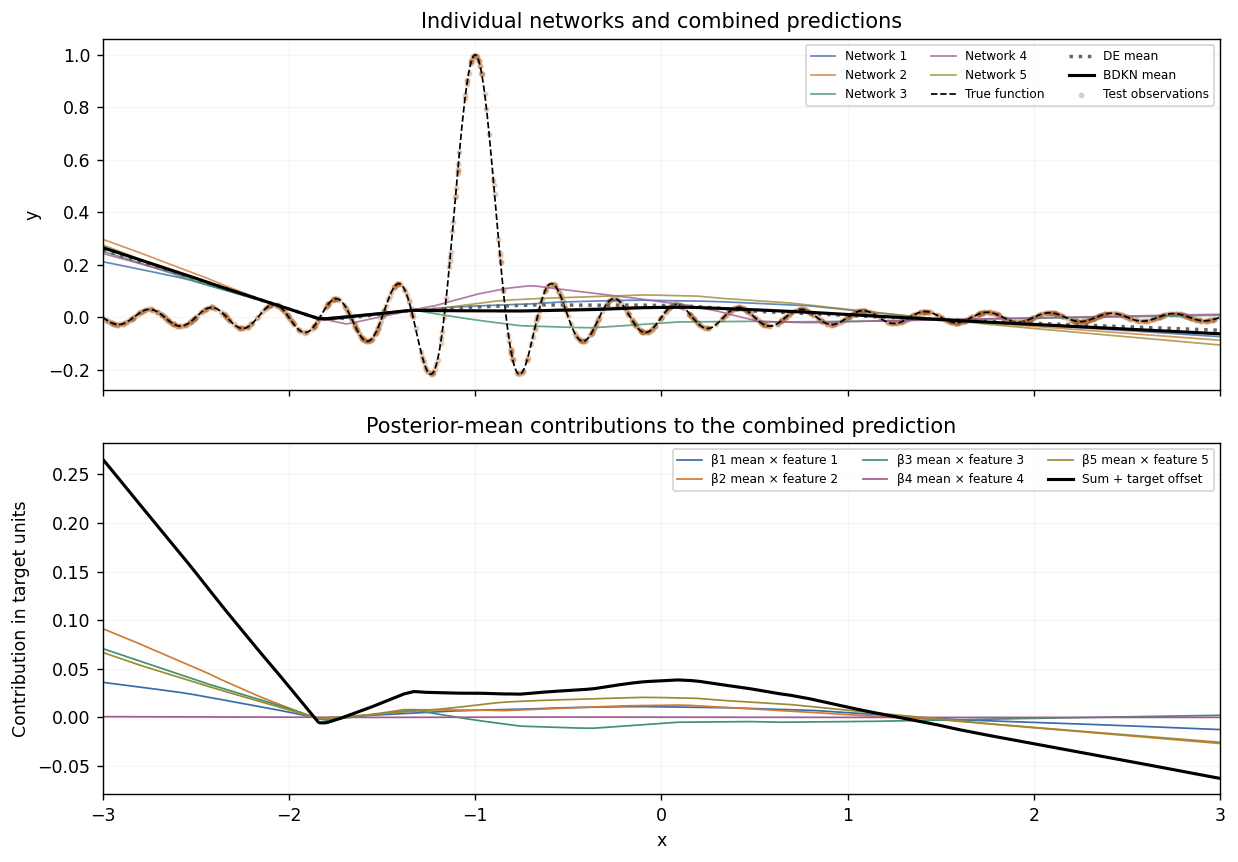 Individual networks and combined predictions
Network 1 Network 4 DE mean
Network 2 Network 5 BDKN mean
Network 3 True function Test observations
1.0
0.8
0.6
0.4
0.2
0.0
−0.2
y
Posterior-mean contributions to the combined prediction
β1 mean × feature 1 β3 mean × feature 3 β5 mean × feature 5
β2 mean × feature 2 β4 mean × feature 4 Sum + target offset
0.25
0.20
0.15
0.10
0.05
0.00
−0.05
Contribution in target units
−3 −2 −1 0 1 2 3
x